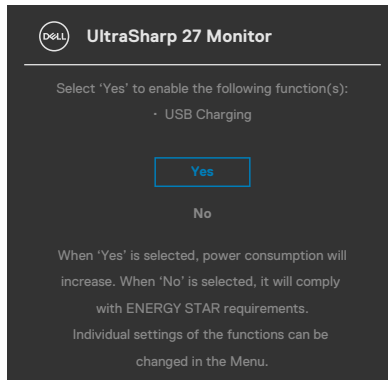 DELL UltraSharp 27 Monitor
Select ‘Yes’ to enable the following function(s):
· USB Charging
Yes
No
When ‘Yes’ is selected, power consumption will
increase. When ‘No’ is selected, it will comply
with ENERGY STAR requirements.
Individual settings of the functions can be
changed in the Menu.